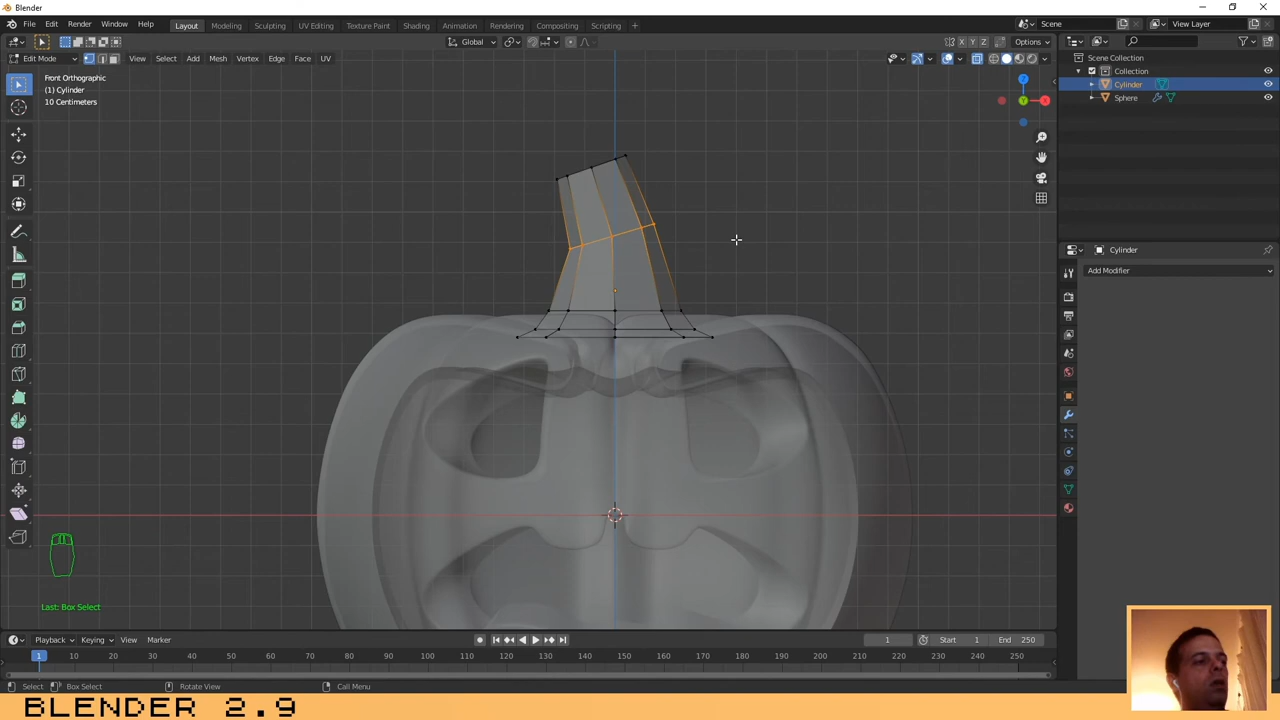 Blender
File Edit Render Window Help
Layout Modeling Sculpting UV Editing Texture Paint Shading Animation Rendering Compositing Scripting +
Scene View Layer
Global X Y Z Options
Edit Mode View Select Add Mesh Vertex Edge Face UV
Front Orthographic
(1) Cylinder
10 Centimeters
Z
Y
X
Scene Collection
Collection
Cylinder
Sphere
Cylinder
Add Modifier
Last: Box Select
Playback Keying View Marker 1 Start 1 End 250
1 10 20 30 40 50 60 70 80 90 100 110 120 130 140 150 160 170 180 190 200 210 220 230 240 250
Select Box Select Rotate View Call Menu
BLENDER 2.9